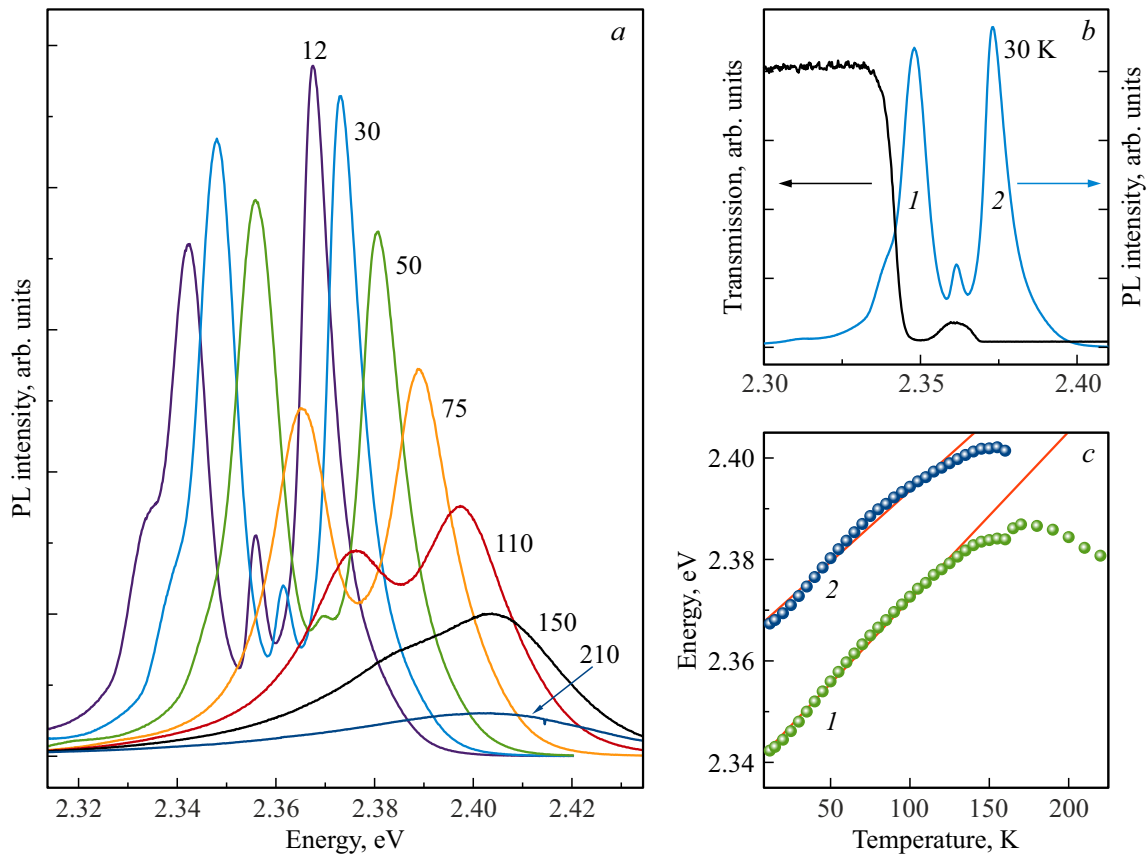 a
12
30
50
75
110
150
210
PL intensity, arb. units
2.32
2.34
2.36
2.38
2.40
2.42
Energy, eV
b
30 K
1
2
Transmission, arb. units
PL intensity, arb. units
2.30
2.35
2.40
c
2.40
2.38
2.36
2.34
2
1
Energy, eV
50
100
150
200
Temperature, K